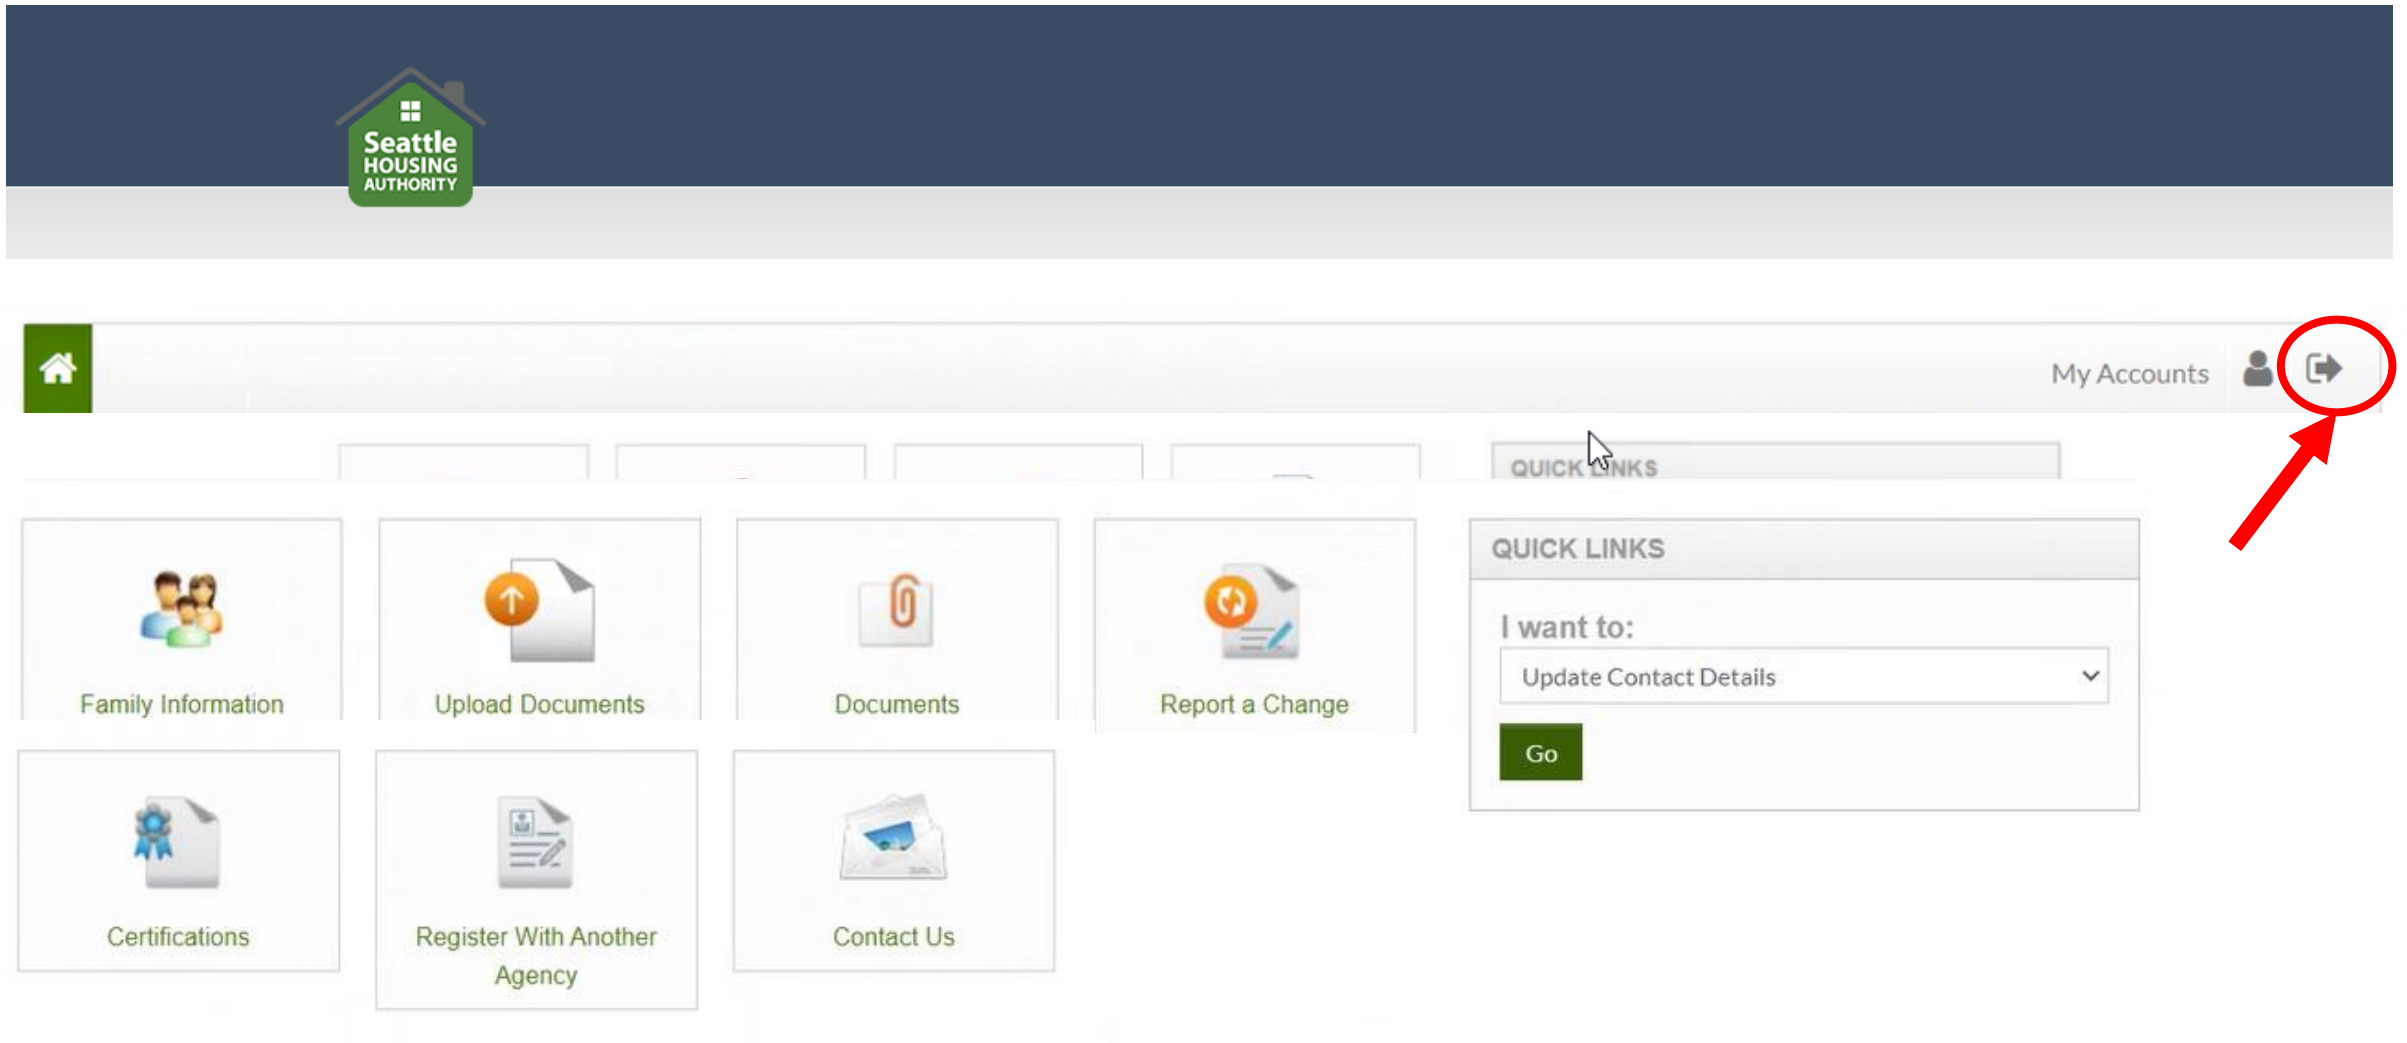 Seattle
HOUSING
AUTHORITY
My Accounts
QUICK LINKS
QUICK LINKS
I want to:
Update Contact Details
Go
Family Information
Upload Documents
Documents
Report a Change
Certifications
Register With Another
Agency
Contact Us